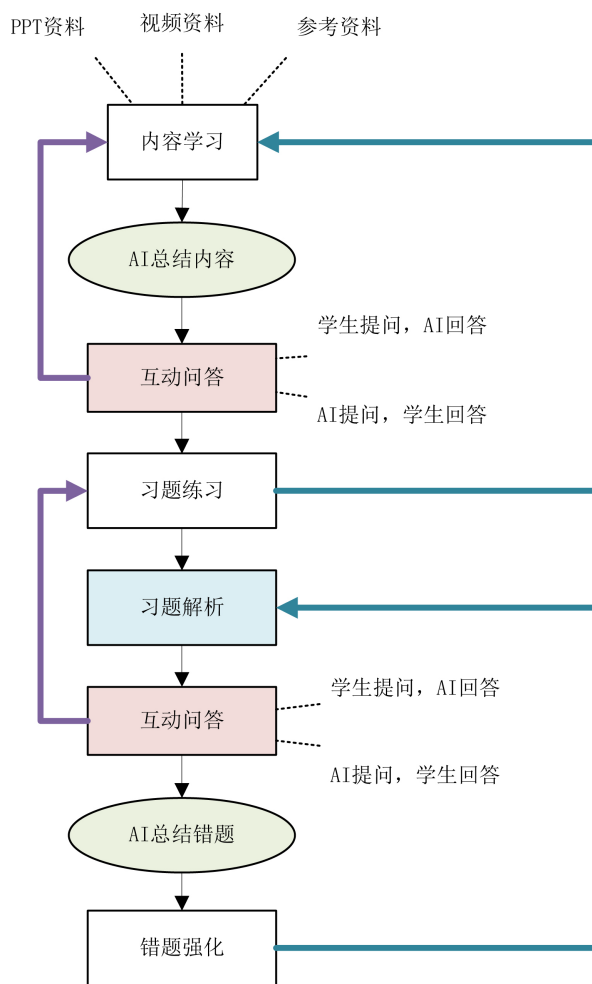 PPT资料
视频资料
参考资料
内容学习
AI总结内容
学生提问，AI回答
互动问答
AI提问，学生回答
习题练习
习题解析
学生提问，AI回答
互动问答
AI提问，学生回答
AI总结错题
错题强化